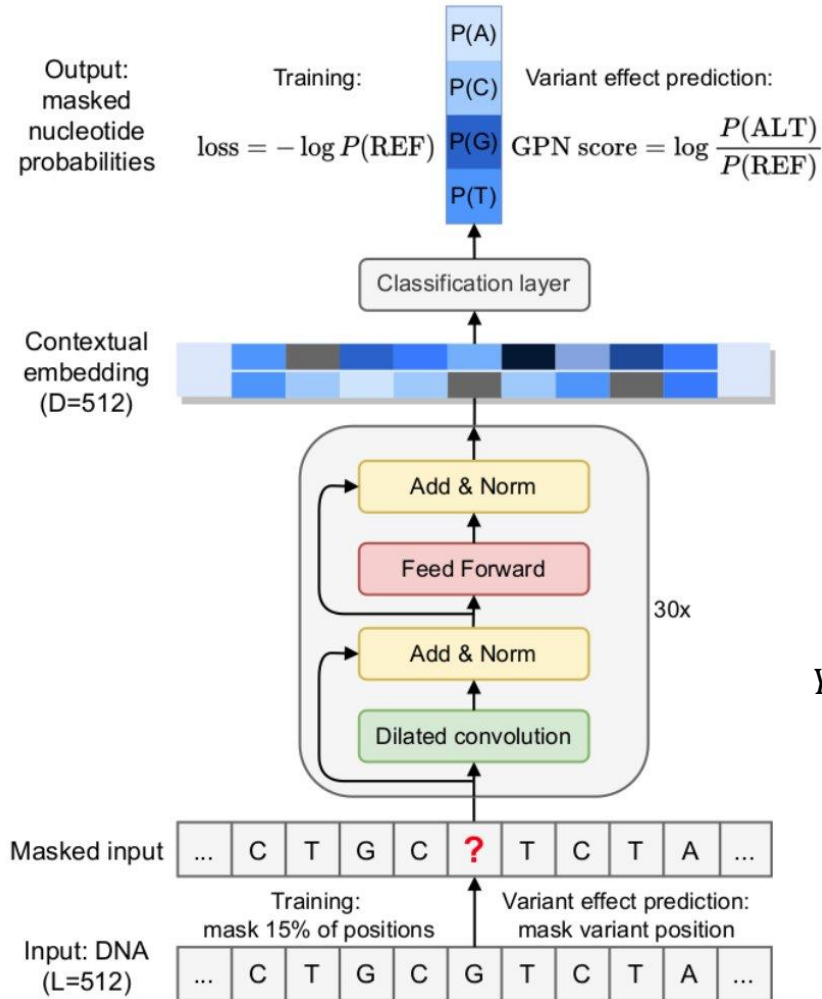 Output:
masked
nucleotide
probabilities
Training:
loss = − log P(REF)
P(A)
P(C)
P(G)
P(T)
Variant effect prediction:
GPN score = log P(ALT)
P(REF)
Classification layer
Contextual
embedding
(D=512)
Add & Norm
Feed Forward
30x
Add & Norm
Dilated convolution
Masked input
... C T G C ? T C T A ...
Training:
mask 15% of positions
Variant effect prediction:
mask variant position
Input: DNA
(L=512)
... C T G C G T C T A ...